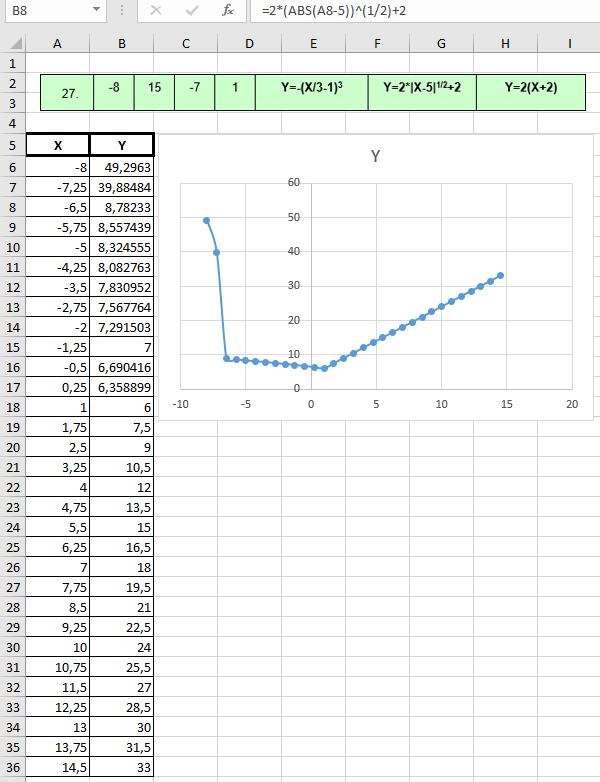 B8 fx =2*(ABS(A8-5))^(1/2)+2
A B C D E F G H I
1
2
3
27. -8 15 -7 1 Y=-(X/3-1)³ Y=2*|X-5|¹ᐟ²+2 Y=2(X+2)
4
5 X Y
6 -8 49,2963
7 -7,25 39,88484
8 -6,5 8,78233
9 -5,75 8,557439
10 -5 8,324555
11 -4,25 8,082763
12 -3,5 7,830952
13 -2,75 7,567764
14 -2 7,291503
15 -1,25 7
16 -0,5 6,690416
17 0,25 6,358899
18 1 6
19 1,75 7,5
20 2,5 9
21 3,25 10,5
22 4 12
23 4,75 13,5
24 5,5 15
25 6,25 16,5
26 7 18
27 7,75 19,5
28 8,5 21
29 9,25 22,5
30 10 24
31 10,75 25,5
32 11,5 27
33 12,25 28,5
34 13 30
35 13,75 31,5
36 14,5 33
Y
60
50
40
30
20
10
0
-10 -5 0 5 10 15 20